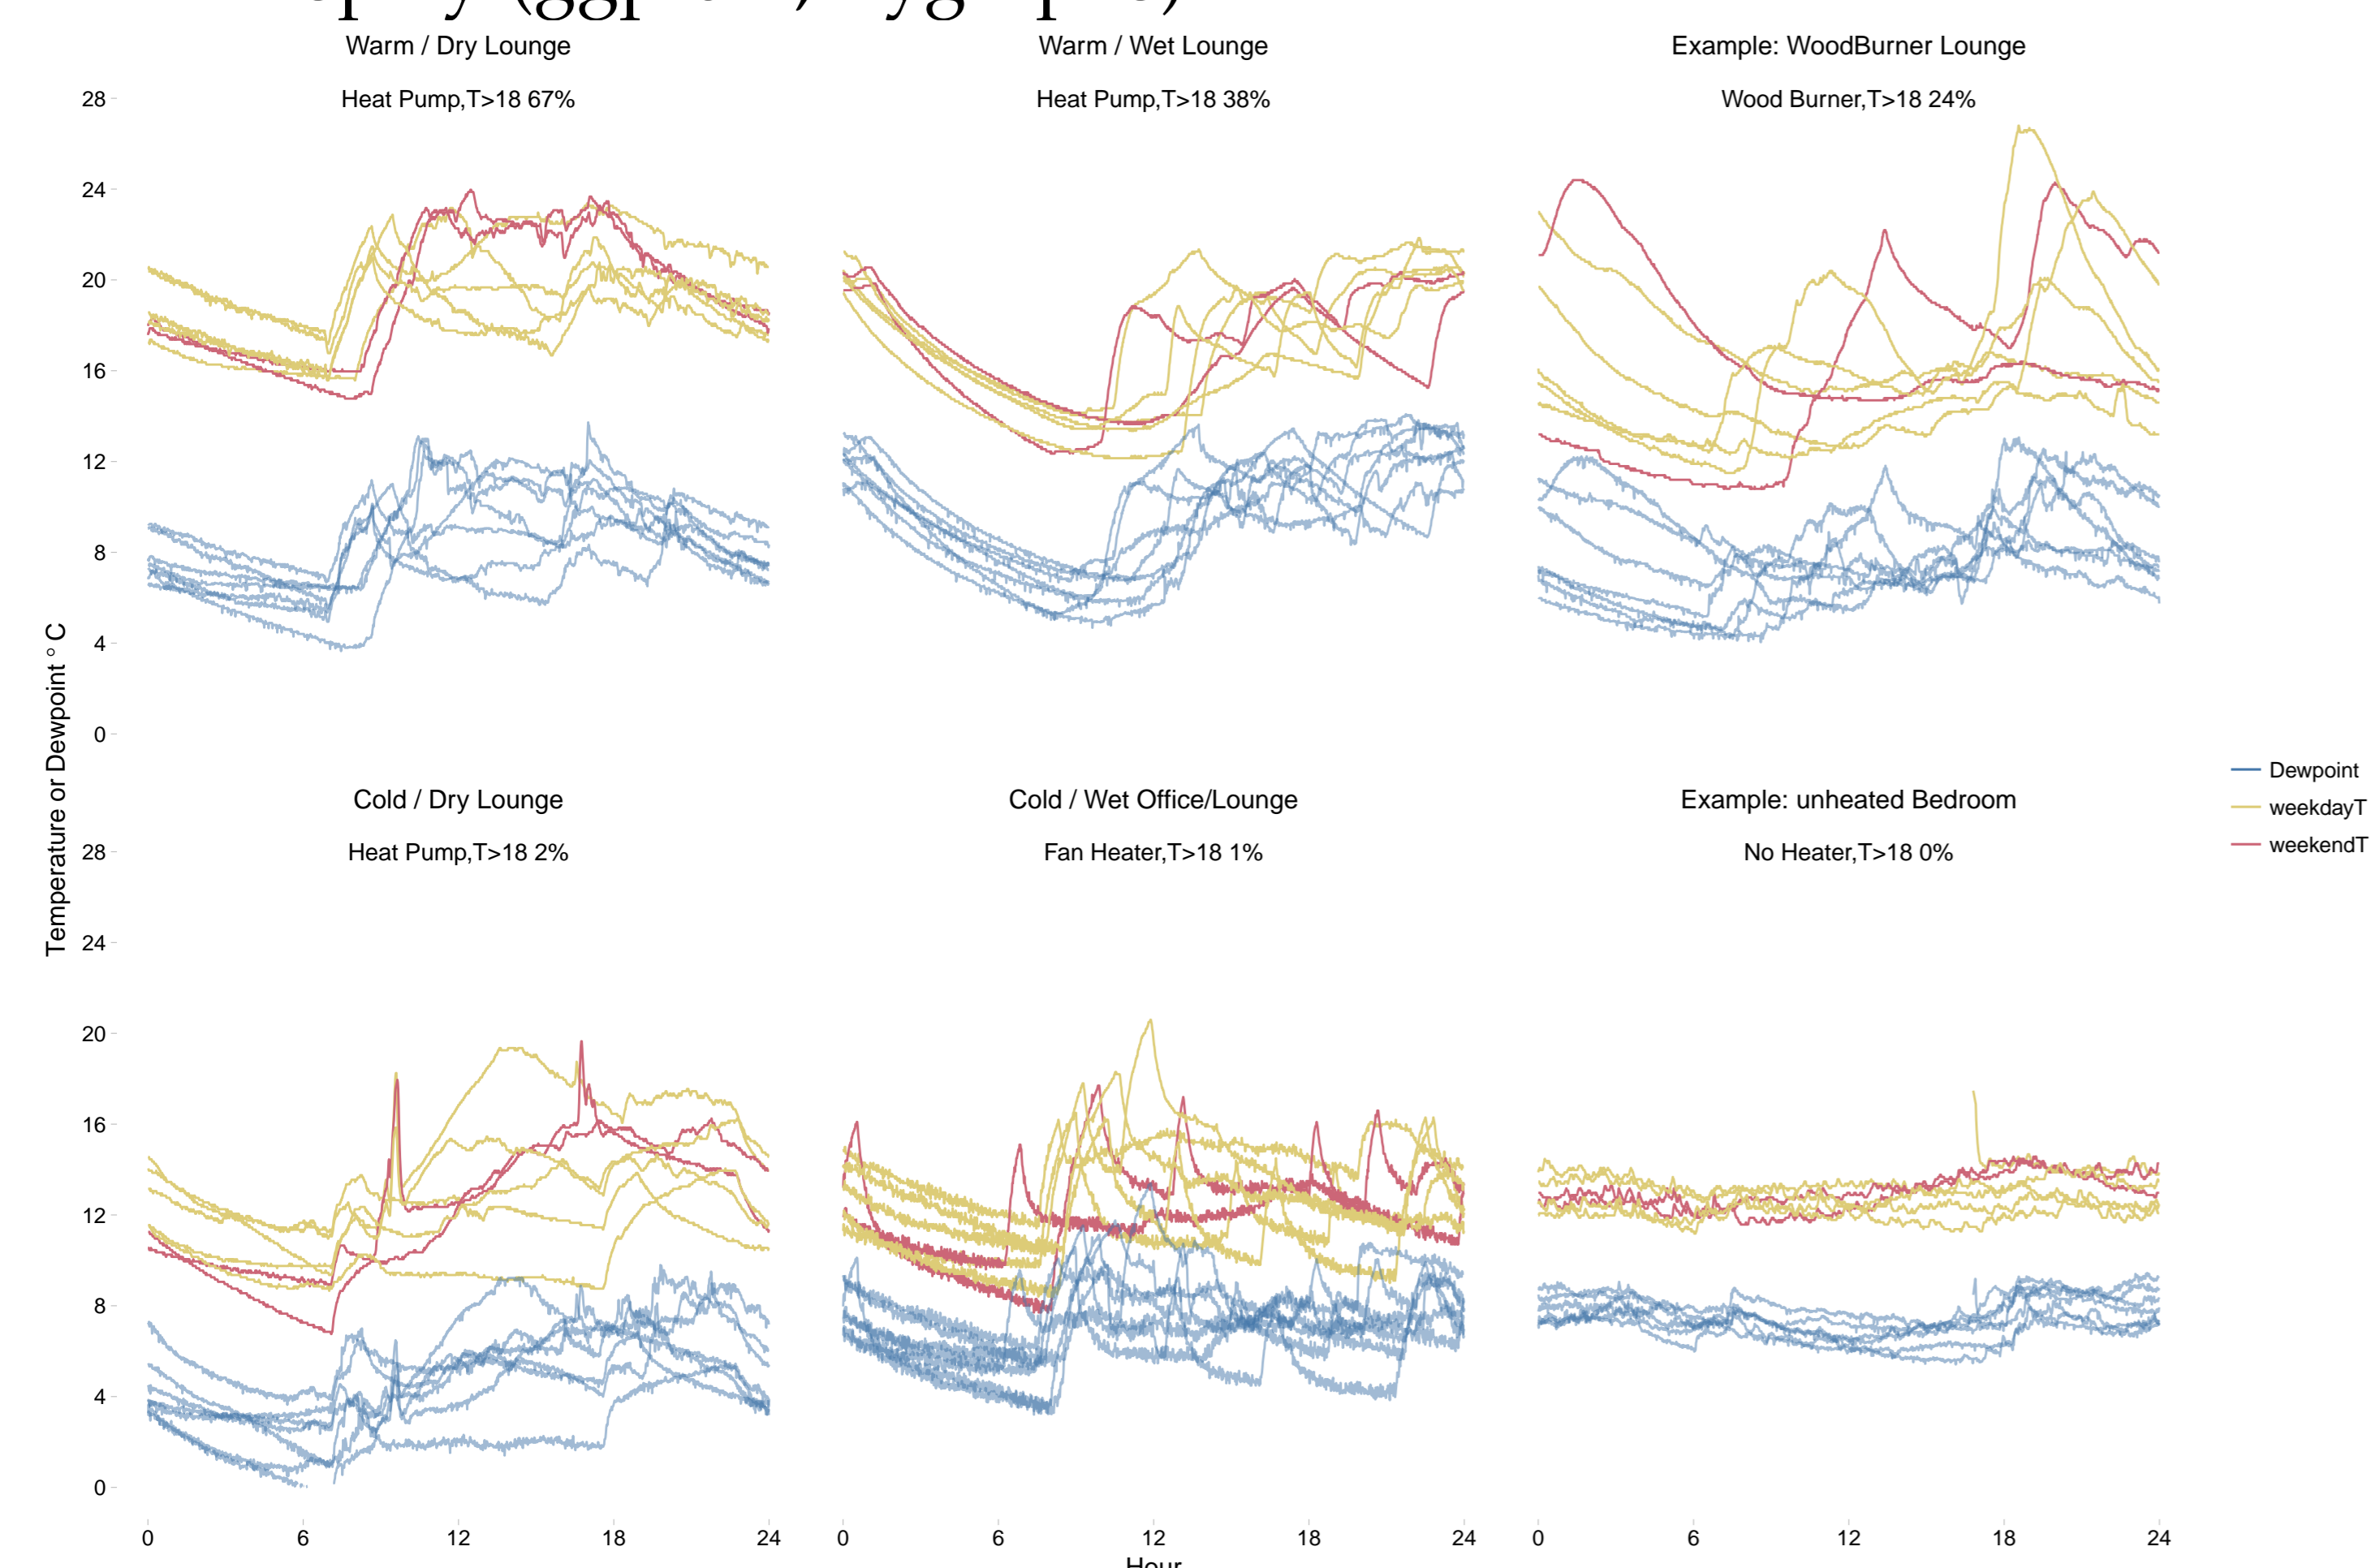 Warm / Dry Lounge
Heat Pump,T>18 67%
Warm / Wet Lounge
Heat Pump,T>18 38%
Example: WoodBurner Lounge
Wood Burner,T>18 24%
28
24
20
16
12
8
4
0
Temperature or Dewpoint ° C
Cold / Dry Lounge
Heat Pump,T>18 2%
Cold / Wet Office/Lounge
Fan Heater,T>18 1%
Example: unheated Bedroom
No Heater,T>18 0%
28
24
20
16
12
8
4
0
0 6 12 18 24
0 6 12 18 24
0 6 12 18 24
Hour
Dewpoint
weekdayT
weekendT